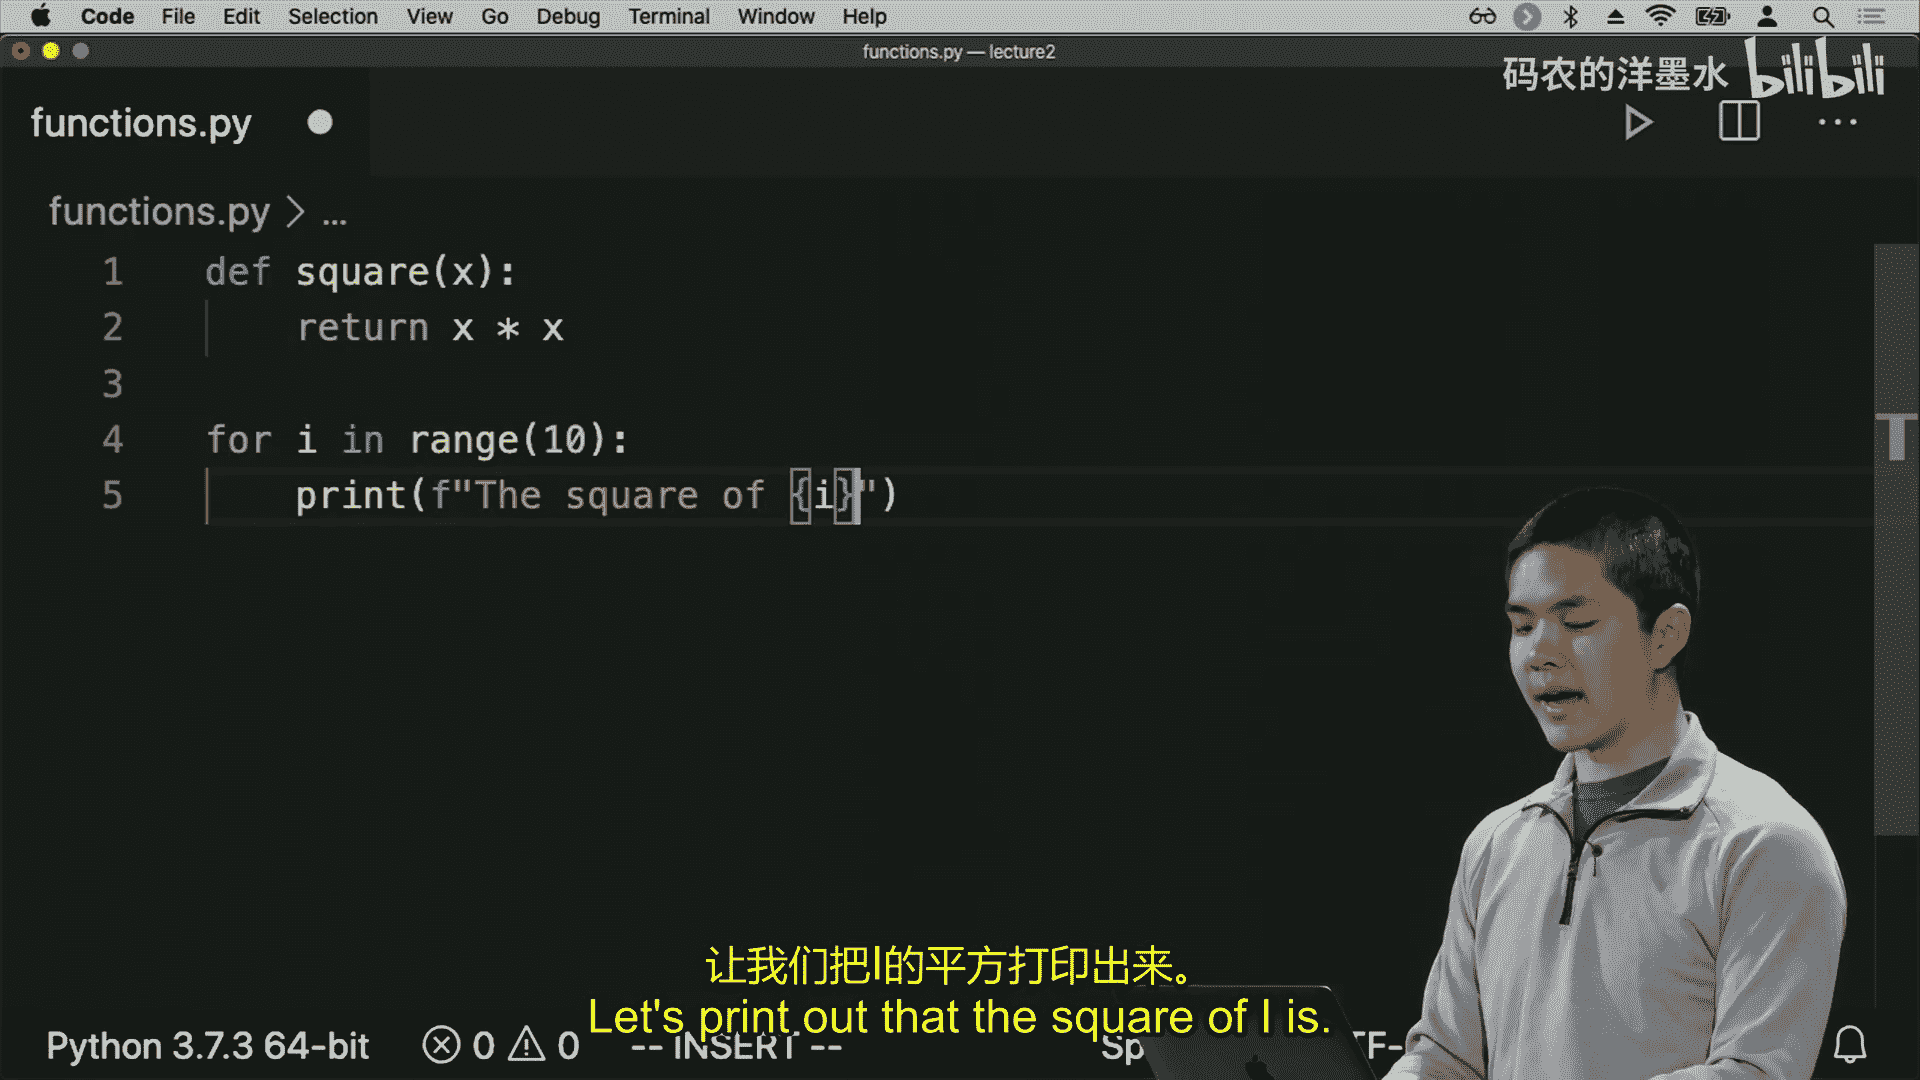 Code File Edit Selection View Go Debug Terminal Window Help
functions.py — lecture2
码农的洋墨水 bilibili
functions.py
functions.py > ...
1 def square(x):
2     return x * x
3
4 for i in range(10):
5     print(f"The square of {i}")
让我们把I的平方打印出来。
Let's print out that the square of I is.
Python 3.7.3 64-bit 0 0 -- INSERT --